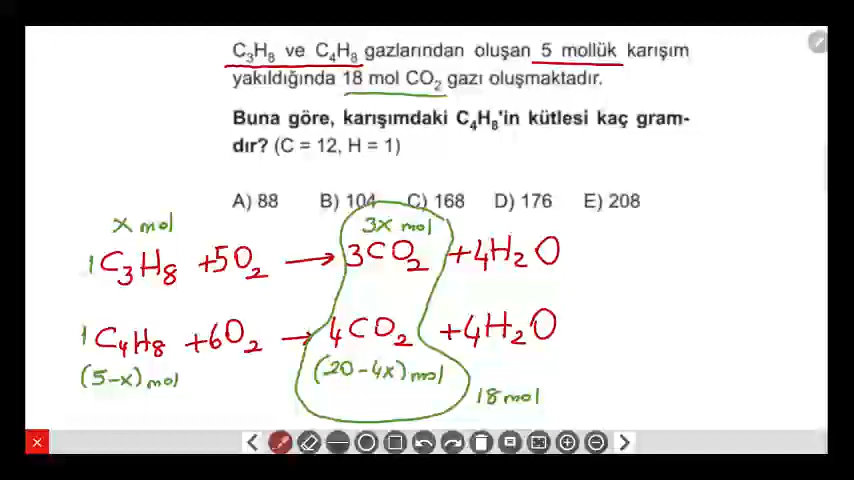 C₃H₈ ve C₄H₈ gazlarından oluşan 5 mollük karışım
yakıldığında 18 mol CO₂ gazı oluşmaktadır.
Buna göre, karışımdaki C₄H₈'in kütlesi kaç gram-
dır? (C = 12, H = 1)
A) 88 B) 104 C) 168 D) 176 E) 208
x mol 3x mol
1C₃H₈ + 5O₂ → 3CO₂ + 4H₂O
1C₄H₈ + 6O₂ → 4CO₂ + 4H₂O
(5-x) mol (20-4x) mol
18 mol